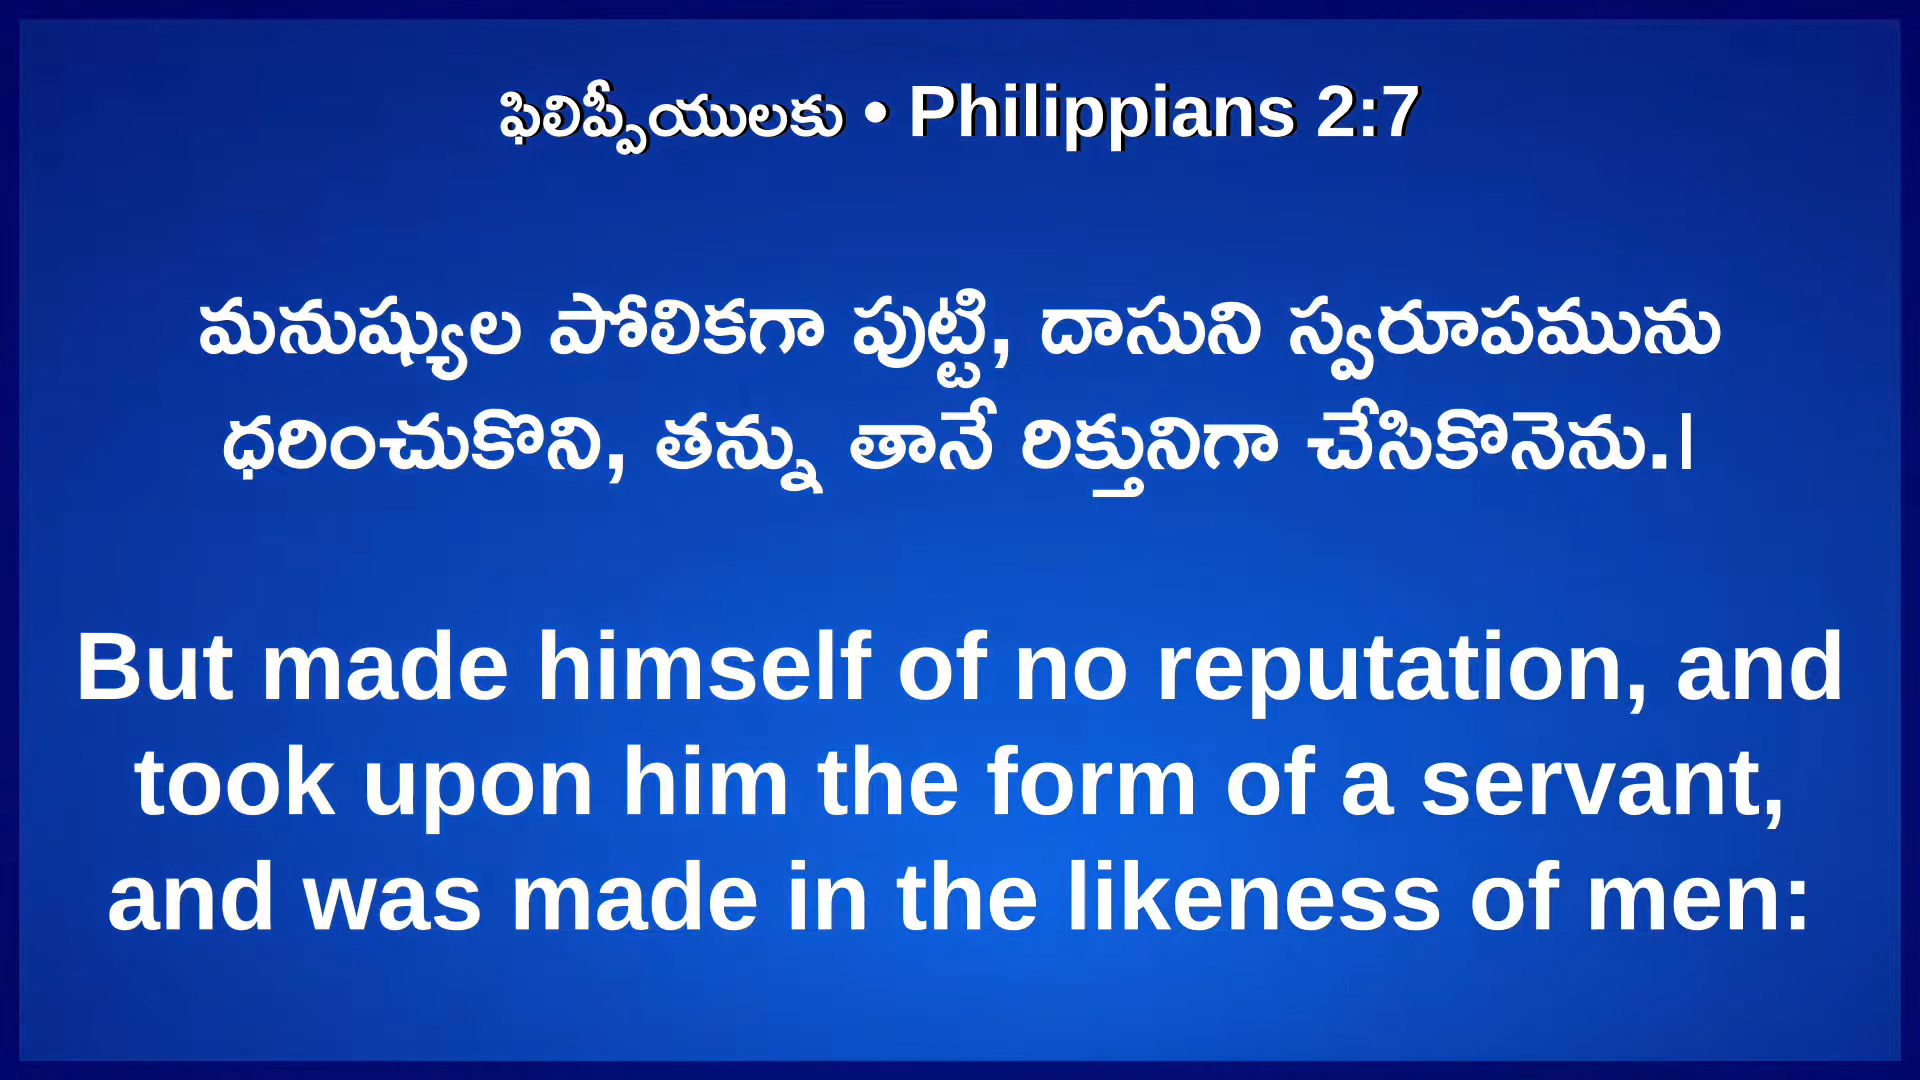 ఫిలిప్పీయులకు • Philippians 2:7
మనుష్యుల పోలికగా పుట్టి, దాసుని స్వరూపమును
ధరించుకొని, తన్ను తానే రిక్తునిగా చేసికొనెను.।
But made himself of no reputation, and
took upon him the form of a servant,
and was made in the likeness of men: